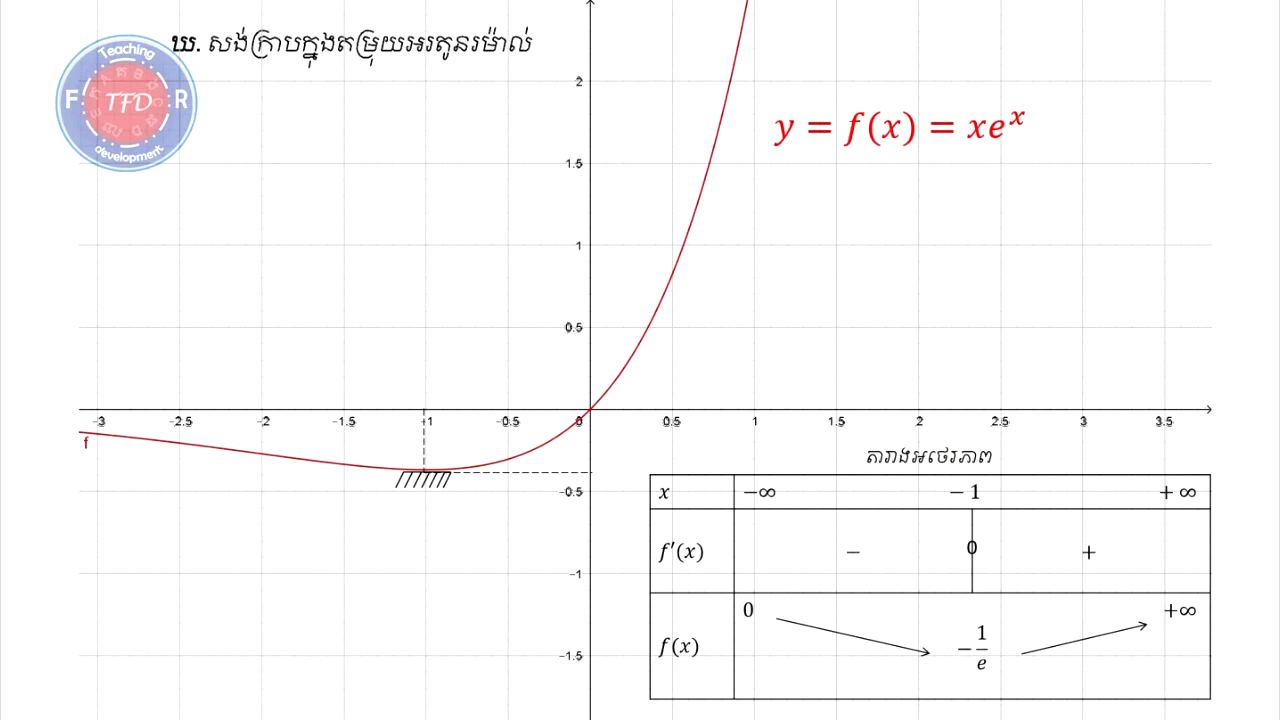 ឃ. សង់ក្រាបក្នុងតម្រុយអរតូនរម៉ាល់
Teaching
F TFD R
development
y = f(x) = xe^x
2
1.5
1
0.5
-3 -2.5 -2 -1.5 -1 -0.5 0 0.5 1 1.5 2 2.5 3 3.5
f
-0.5
-1
-1.5
តារាងអថេរភាព
x −∞ −1 +∞
f′(x) − 0 +
f(x) 0 −1/e +∞